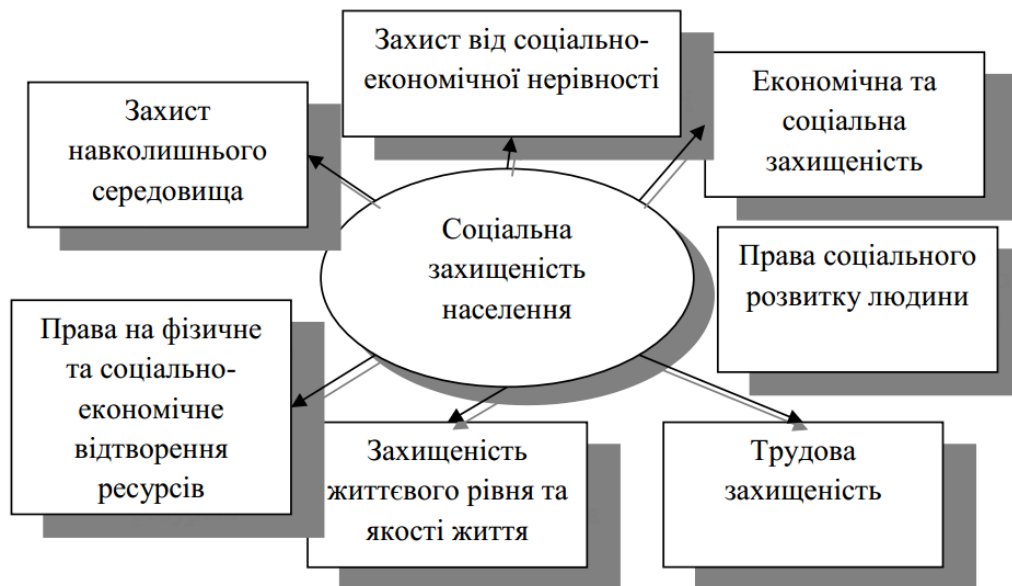 Захист від соціально-
економічної нерівності
Економічна та
соціальна
захищеність
Захист
навколишнього
середовища
Соціальна
захищеність
населення
Права соціального
розвитку людини
Права на фізичне
та соціально-
економічне
відтворення
ресурсів
Захищеність
життєвого рівня та
якості життя
Трудова
захищеність